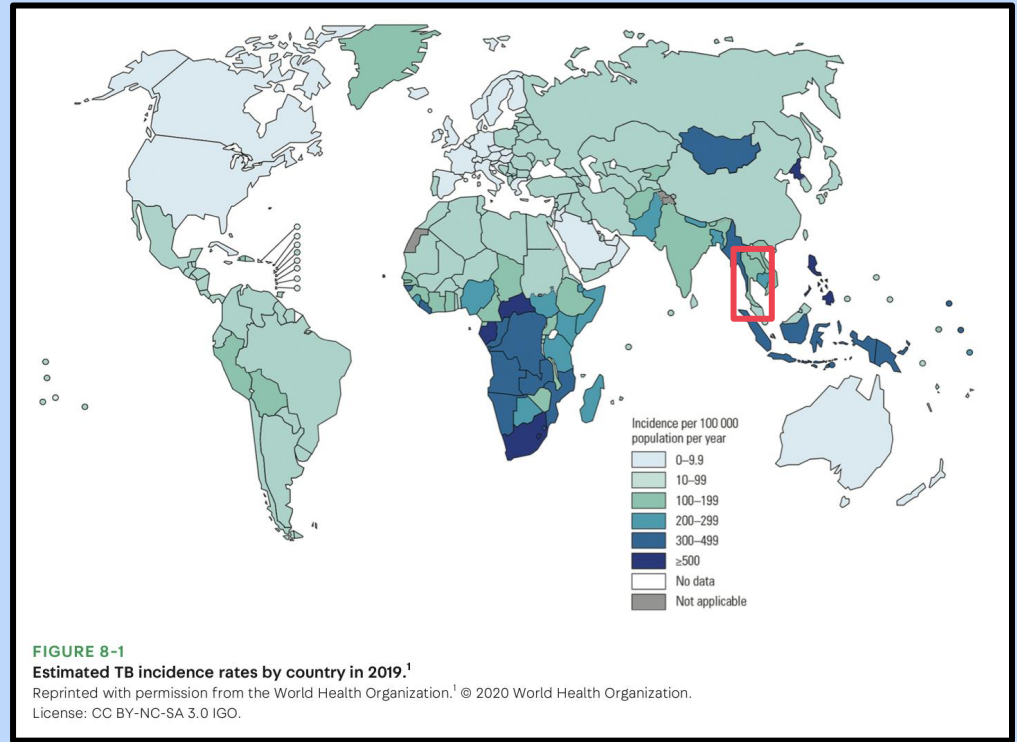 Incidence per 100 000
population per year
0–9.9
10–99
100–199
200–299
300–499
≥500
No data
Not applicable
FIGURE 8-1
Estimated TB incidence rates by country in 2019.¹
Reprinted with permission from the World Health Organization.¹ © 2020 World Health Organization.
License: CC BY-NC-SA 3.0 IGO.